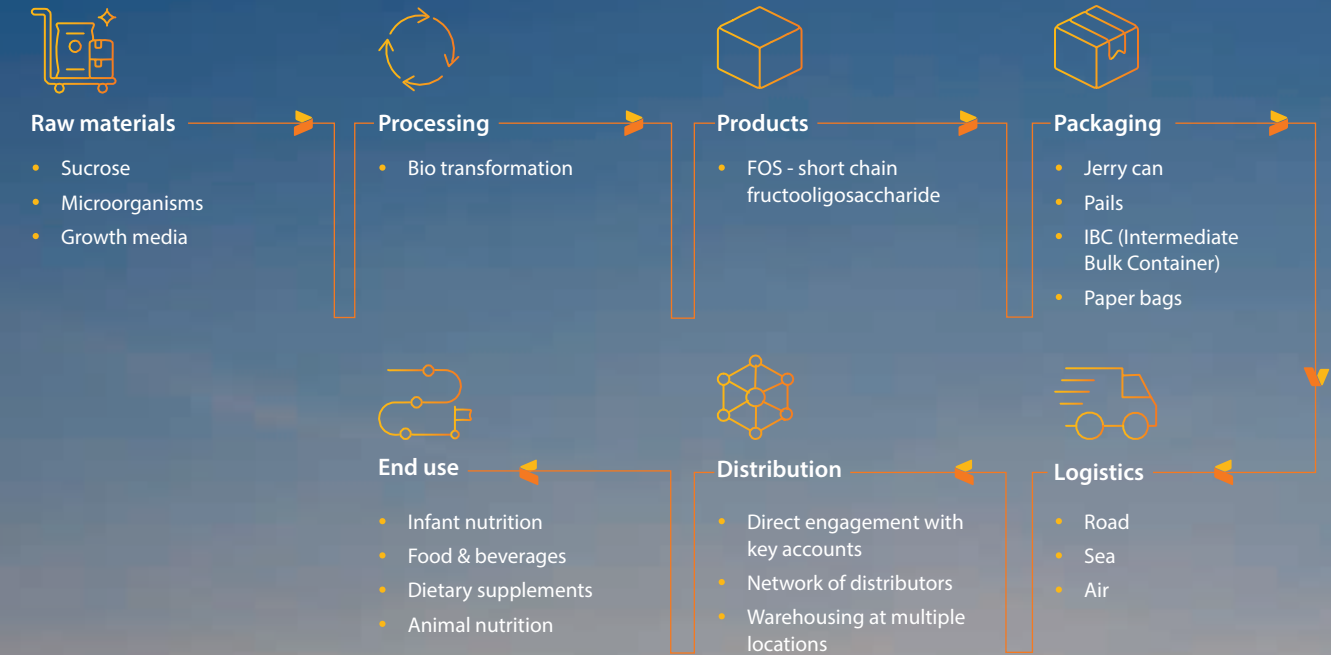 Raw materials
• Sucrose
• Microorganisms
• Growth media
Processing
• Bio transformation
Products
• FOS - short chain
fructooligosaccharide
Packaging
• Jerry can
• Pails
• IBC (Intermediate
Bulk Container)
• Paper bags
Logistics
• Road
• Sea
• Air
Distribution
• Direct engagement with
key accounts
• Network of distributors
• Warehousing at multiple
locations
End use
• Infant nutrition
• Food & beverages
• Dietary supplements
• Animal nutrition